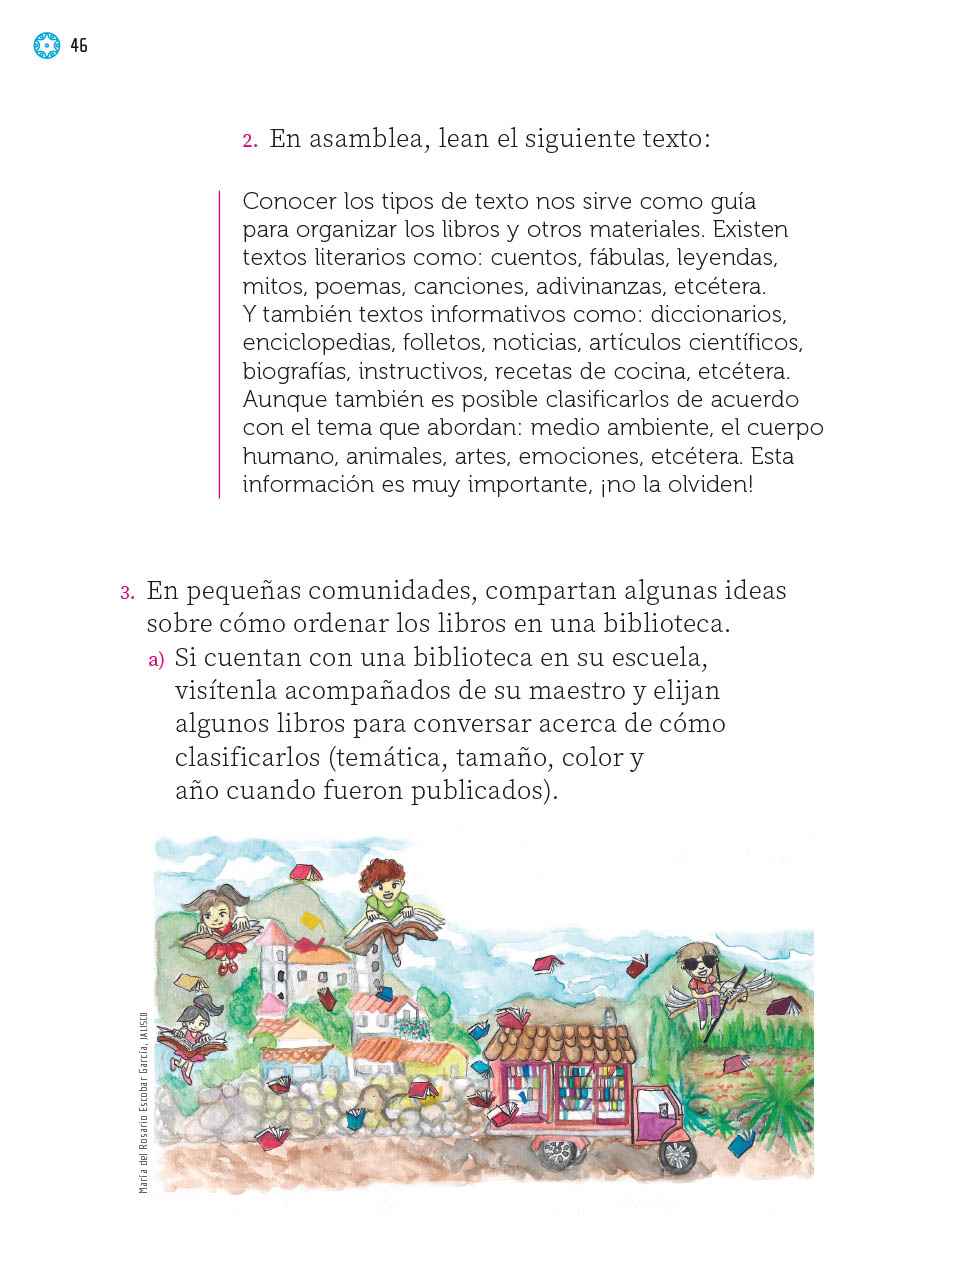 46
2. En asamblea, lean el siguiente texto:
Conocer los tipos de texto nos sirve como guía
para organizar los libros y otros materiales. Existen
textos literarios como: cuentos, fábulas, leyendas,
mitos, poemas, canciones, adivinanzas, etcétera.
Y también textos informativos como: diccionarios,
enciclopedias, folletos, noticias, artículos científicos,
biografías, instructivos, recetas de cocina, etcétera.
Aunque también es posible clasificarlos de acuerdo
con el tema que abordan: medio ambiente, el cuerpo
humano, animales, artes, emociones, etcétera. Esta
información es muy importante, ¡no la olviden!
3. En pequeñas comunidades, compartan algunas ideas
sobre cómo ordenar los libros en una biblioteca.
a) Si cuentan con una biblioteca en su escuela,
visítenla acompañados de su maestro y elijan
algunos libros para conversar acerca de cómo
clasificarlos (temática, tamaño, color y
año cuando fueron publicados).
María del Rosario Escobar García, JALISCO